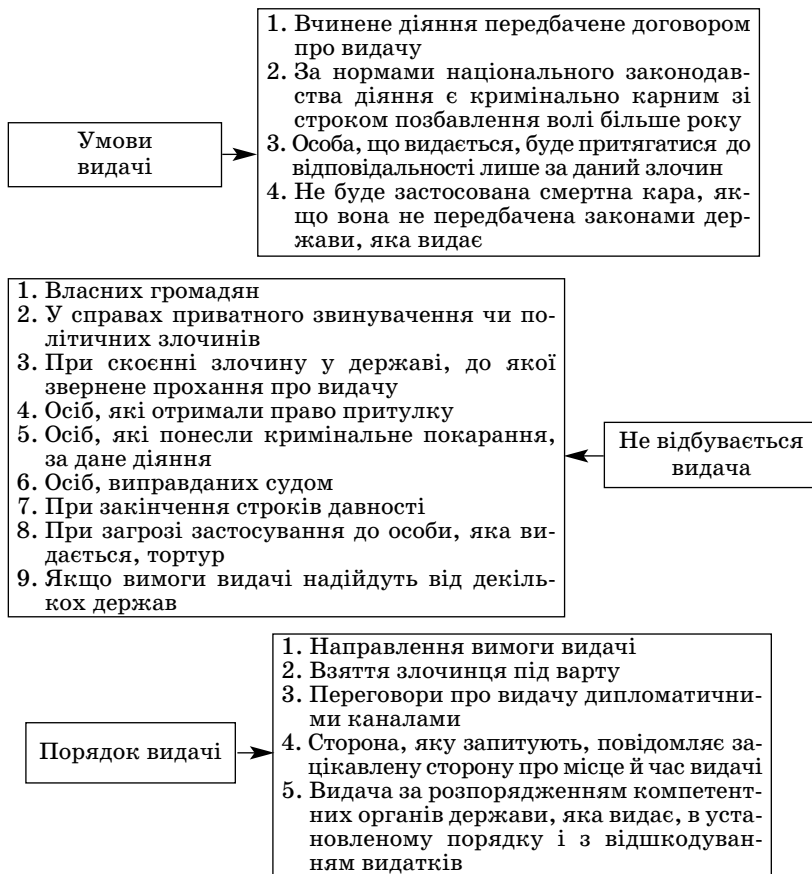 1. Вчинене діяння передбачене договором
про видачу
2. За нормами національного законодав-
ства діяння є кримінально карним зі
строком позбавлення волі більше року
3. Особа, що видається, буде притягатися до
відповідальності лише за даний злочин
4. Не буде застосована смертна кара, як-
що вона не передбачена законами дер-
жави, яка видає
Умови
видачі
1. Власних громадян
2. У справах приватного звинувачення чи по-
літичних злочинів
3. При скоєнні злочину у державі, до якої
звернене прохання про видачу
4. Осіб, які отримали право притулку
5. Осіб, які понесли кримінальне покарання,
за дане діяння
6. Осіб, виправданих судом
7. При закінчення строків давності
8. При загрозі застосування до особи, яка ви-
дається, тортур
9. Якщо вимоги видачі надійдуть від декіль-
кох держав
Не відбувається
видача
1. Направлення вимоги видачі
2. Взяття злочинця під варту
3. Переговори про видачу дипломатични-
ми каналами
4. Сторона, яку запитують, повідомляє за-
цікавлену сторону про місце й час видачі
5. Видача за розпорядженням компетент-
них органів держави, яка видає, в уста-
новленому порядку і з відшкодуван-
ням видатків
Порядок видачі